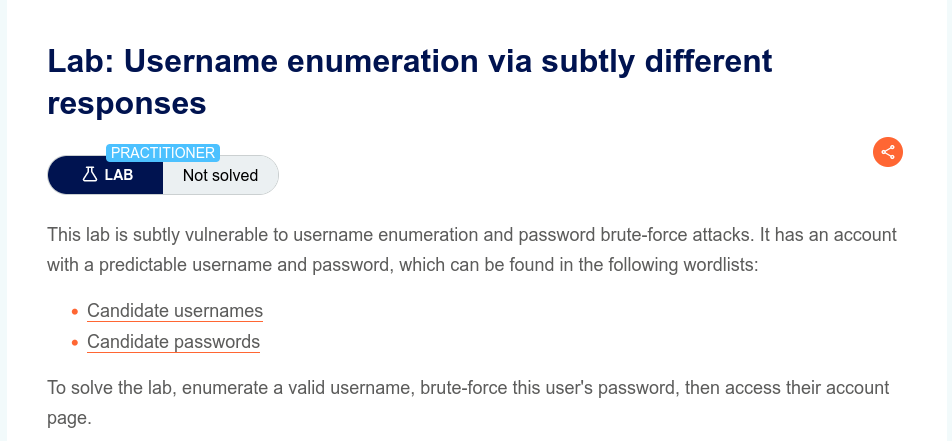 Lab: Username enumeration via subtly different
responses
PRACTITIONER
LAB
Not solved
This lab is subtly vulnerable to username enumeration and password brute-force attacks. It has an account
with a predictable username and password, which can be found in the following wordlists:
Candidate usernames
Candidate passwords
To solve the lab, enumerate a valid username, brute-force this user's password, then access their account
page.